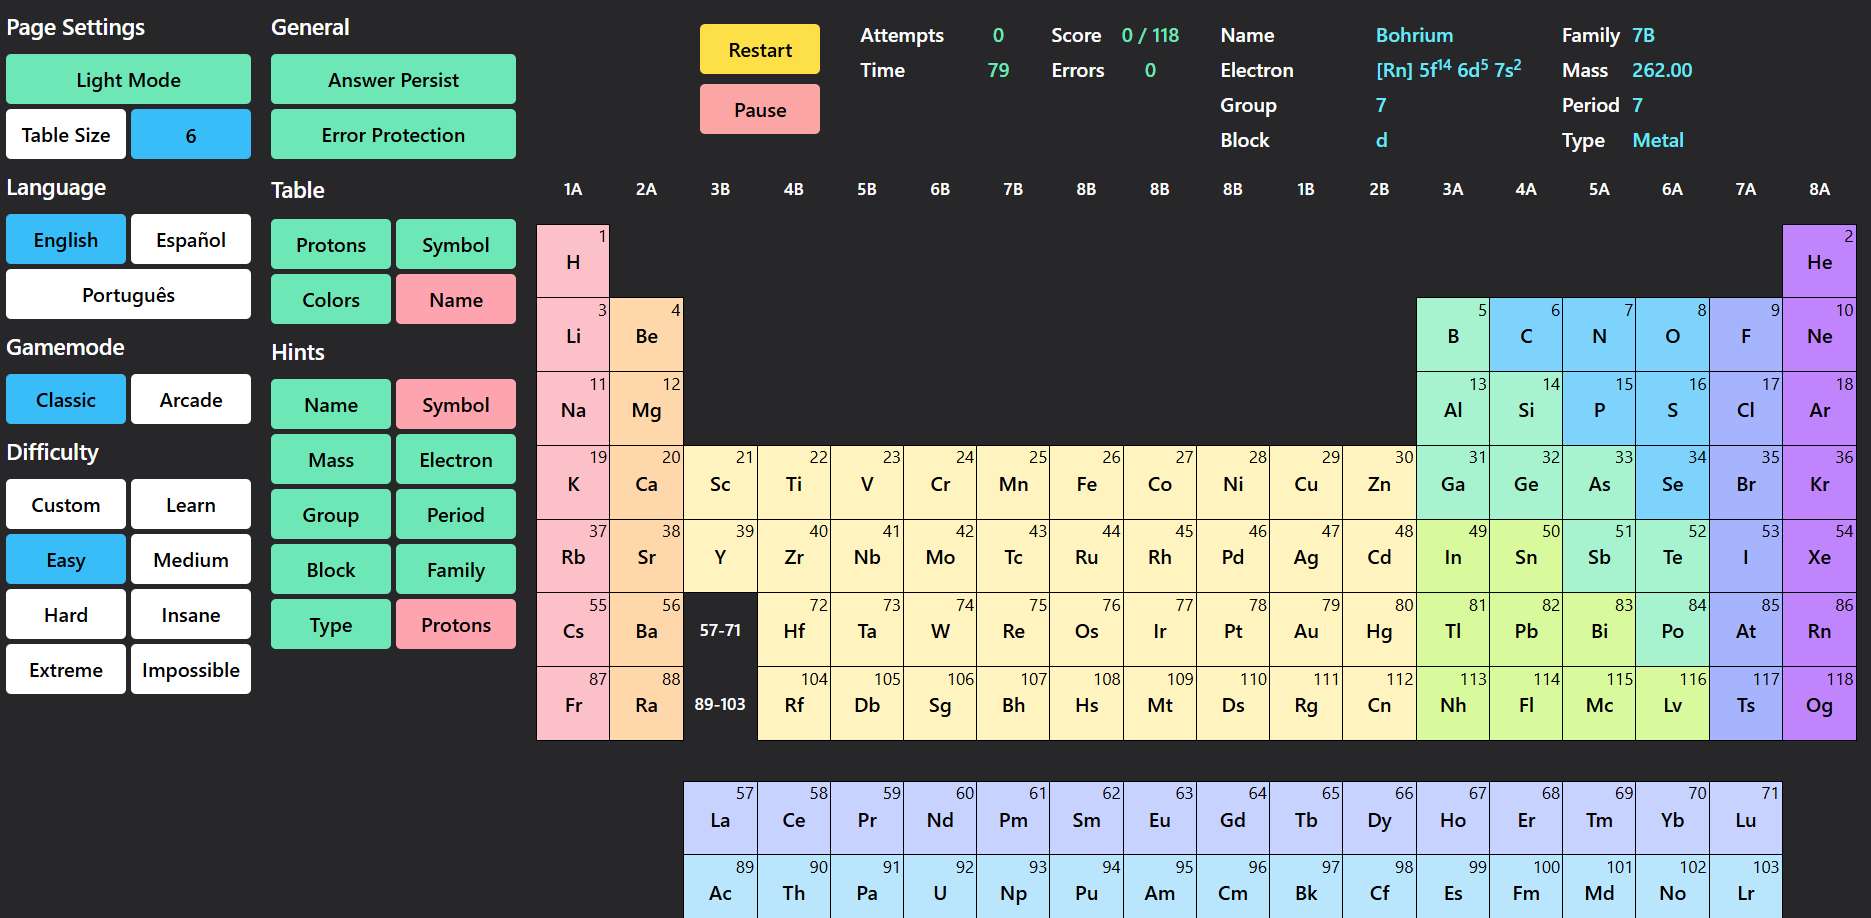 Page Settings
Light Mode
Table Size 6
Language
English Español
Português
Gamemode
Classic Arcade
Difficulty
Custom Learn
Easy Medium
Hard Insane
Extreme Impossible
General
Answer Persist
Error Protection
Table
Protons Symbol
Colors Name
Hints
Name Symbol
Mass Electron
Group Period
Block Family
Type Protons
Restart
Pause
Attempts 0 Score 0 / 118
Time 79 Errors 0
Name Bohrium Family 7B
Electron [Rn] 5f¹⁴ 6d⁵ 7s² Mass 262.00
Group 7 Period 7
Block d Type Metal
1A 2A 3B 4B 5B 6B 7B 8B 8B 8B 1B 2B 3A 4A 5A 6A 7A 8A
1 2
H He
3 4 5 6 7 8 9 10
Li Be B C N O F Ne
11 12 13 14 15 16 17 18
Na Mg Al Si P S Cl Ar
19 20 21 22 23 24 25 26 27 28 29 30 31 32 33 34 35 36
K Ca Sc Ti V Cr Mn Fe Co Ni Cu Zn Ga Ge As Se Br Kr
37 38 39 40 41 42 43 44 45 46 47 48 49 50 51 52 53 54
Rb Sr Y Zr Nb Mo Tc Ru Rh Pd Ag Cd In Sn Sb Te I Xe
55 56 72 73 74 75 76 77 78 79 80 81 82 83 84 85 86
Cs Ba 57-71 Hf Ta W Re Os Ir Pt Au Hg Tl Pb Bi Po At Rn
87 88 104 105 106 107 108 109 110 111 112 113 114 115 116 117 118
Fr Ra 89-103 Rf Db Sg Bh Hs Mt Ds Rg Cn Nh Fl Mc Lv Ts Og
57 58 59 60 61 62 63 64 65 66 67 68 69 70 71
La Ce Pr Nd Pm Sm Eu Gd Tb Dy Ho Er Tm Yb Lu
89 90 91 92 93 94 95 96 97 98 99 100 101 102 103
Ac Th Pa U Np Pu Am Cm Bk Cf Es Fm Md No Lr